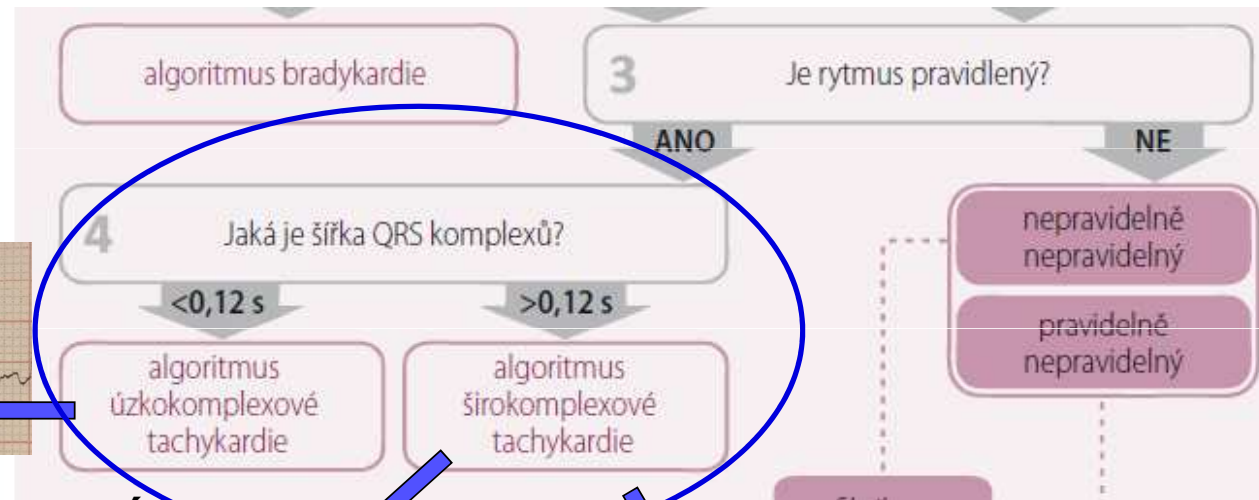 algoritmus bradykardie
3
Je rytmus pravidlený?
ANO
NE
4
Jaká je šířka QRS komplexů?
<0,12 s
>0,12 s
algoritmus
úzkokomplexové
tachykardie
algoritmus
širokomplexové
tachykardie
nepravidelně
nepravidelný
pravidelně
nepravidelný